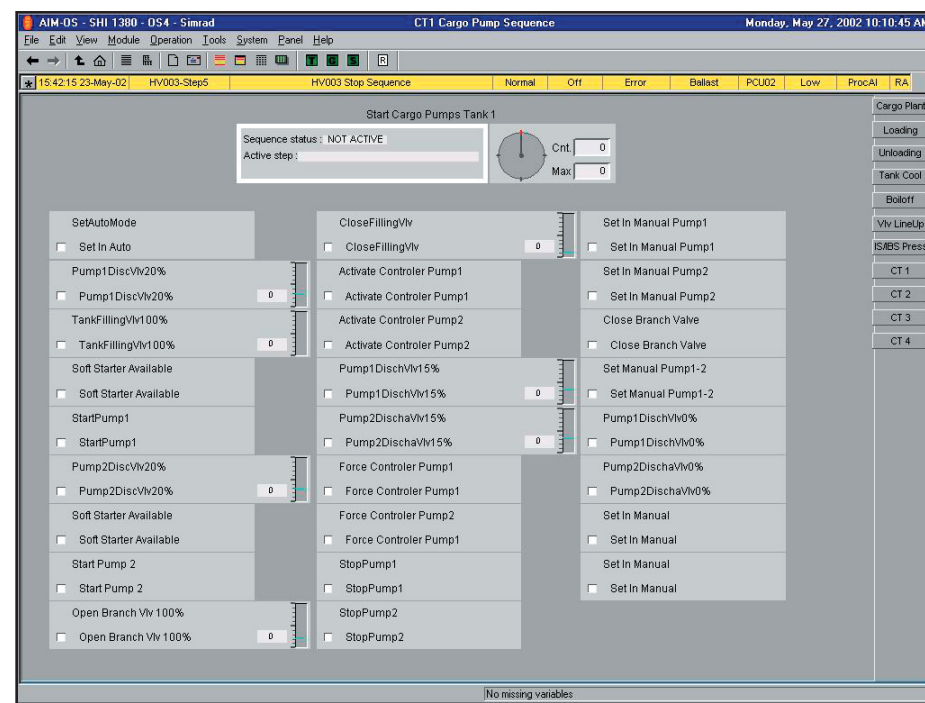 AIM-OS - SHI 1380 - OS4 - Simrad CT1 Cargo Pump Sequence Monday, May 27, 2002 10:10:45 AM
File Edit View Module Operation Tools System Panel Help
T G S R
* 15:42:15 23-May-02 HV003-Step5 HV003 Stop Sequence Normal Off Error Ballast PCU02 Low ProcAl RA
Start Cargo Pumps Tank 1
Sequence status : NOT ACTIVE
Active step :
Cnt. 0
Max 0
SetAutoMode
Set In Auto
Pump1DiscVlv20%
Pump1DiscVlv20% 0
TankFillingVlv100%
TankFillingVlv100% 0
Soft Starter Available
Soft Starter Available
StartPump1
StartPump1
Pump2DiscVlv20%
Pump2DiscVlv20% 0
Soft Starter Available
Soft Starter Available
Start Pump 2
Start Pump 2
Open Branch Vlv 100%
Open Branch Vlv 100% 0
CloseFillingVlv
CloseFillingVlv 0
Activate Controler Pump1
Activate Controler Pump1
Activate Controler Pump2
Activate Controler Pump2
Pump1DischVlv15%
Pump1DischVlv15% 0
Pump2DischaVlv15%
Pump2DischaVlv15% 0
Force Controler Pump1
Force Controler Pump1
Force Controler Pump2
Force Controler Pump1
StopPump1
StopPump1
StopPump2
StopPump2
Set In Manual Pump1
Set In Manual Pump1
Set In Manual Pump2
Set In Manual Pump2
Close Branch Valve
Close Branch Valve
Set Manual Pump1-2
Set Manual Pump1-2
Pump1DischVlv0%
Pump1DischVlv0%
Pump2DischaVlv0%
Pump2DischaVlv0%
Set In Manual
Set In Manual
Set In Manual
Set In Manual
Cargo Plant
Loading
Unloading
Tank Cool
Boiloff
Vlv LineUp
IS/IBS Press
CT 1
CT 2
CT 3
CT 4
No missing variables